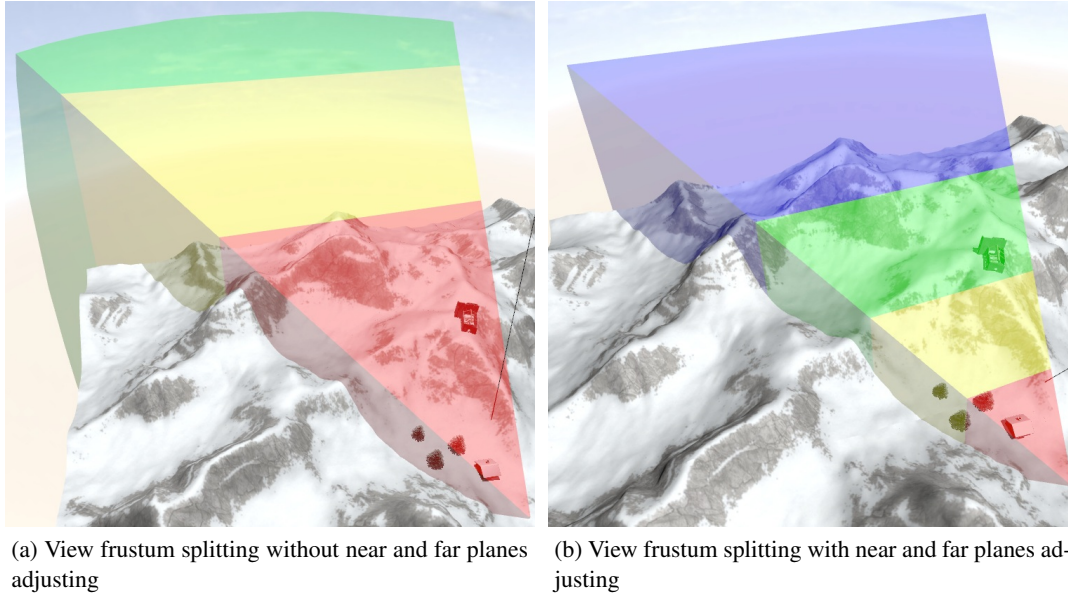 (a) View frustum splitting without near and far planes
adjusting
(b) View frustum splitting with near and far planes ad-
justing